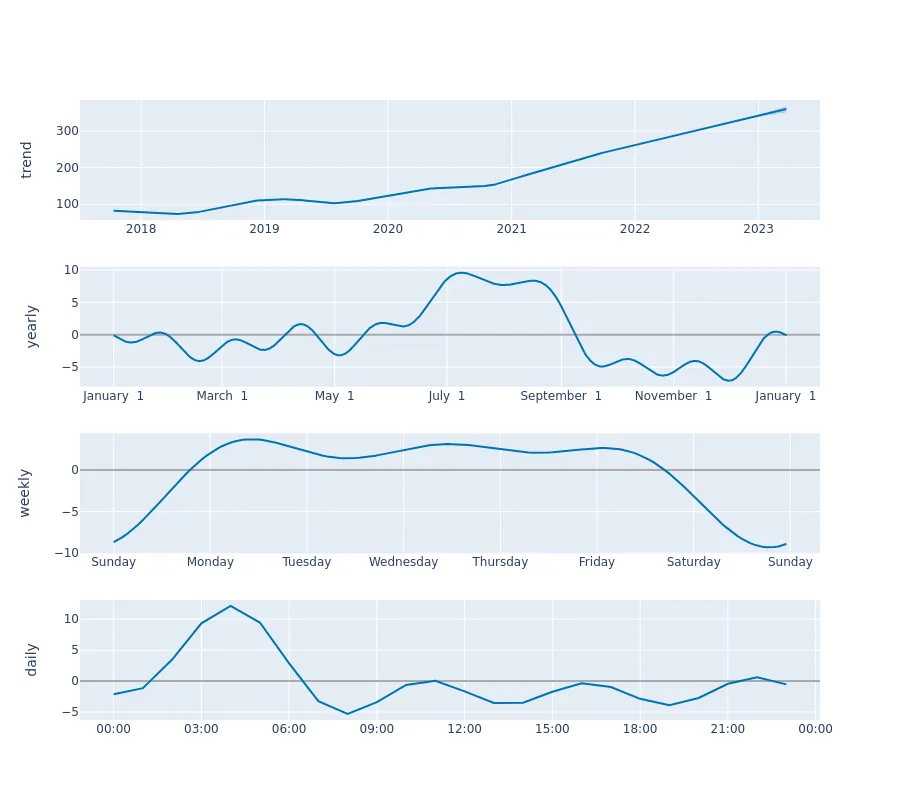 trend
300
200
100
2018 2019 2020 2021 2022 2023
yearly
10
5
0
−5
January 1 March 1 May 1 July 1 September 1 November 1 January 1
weekly
0
−5
−10
Sunday Monday Tuesday Wednesday Thursday Friday Saturday Sunday
daily
10
5
0
−5
00:00 03:00 06:00 09:00 12:00 15:00 18:00 21:00 00:00